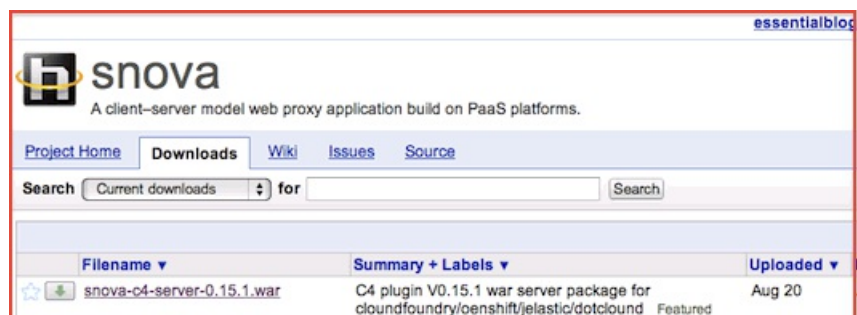 essentialblog
snova
A client–server model web proxy application build on PaaS platforms.
Project Home Downloads Wiki Issues Source
Search Current downloads for Search
Filename ▼ Summary + Labels ▼ Uploaded ▼
snova-c4-server-0.15.1.war C4 plugin V0.15.1 war server package for Aug 20
cloundfoundry/oenshift/jelastic/dotclound Featured